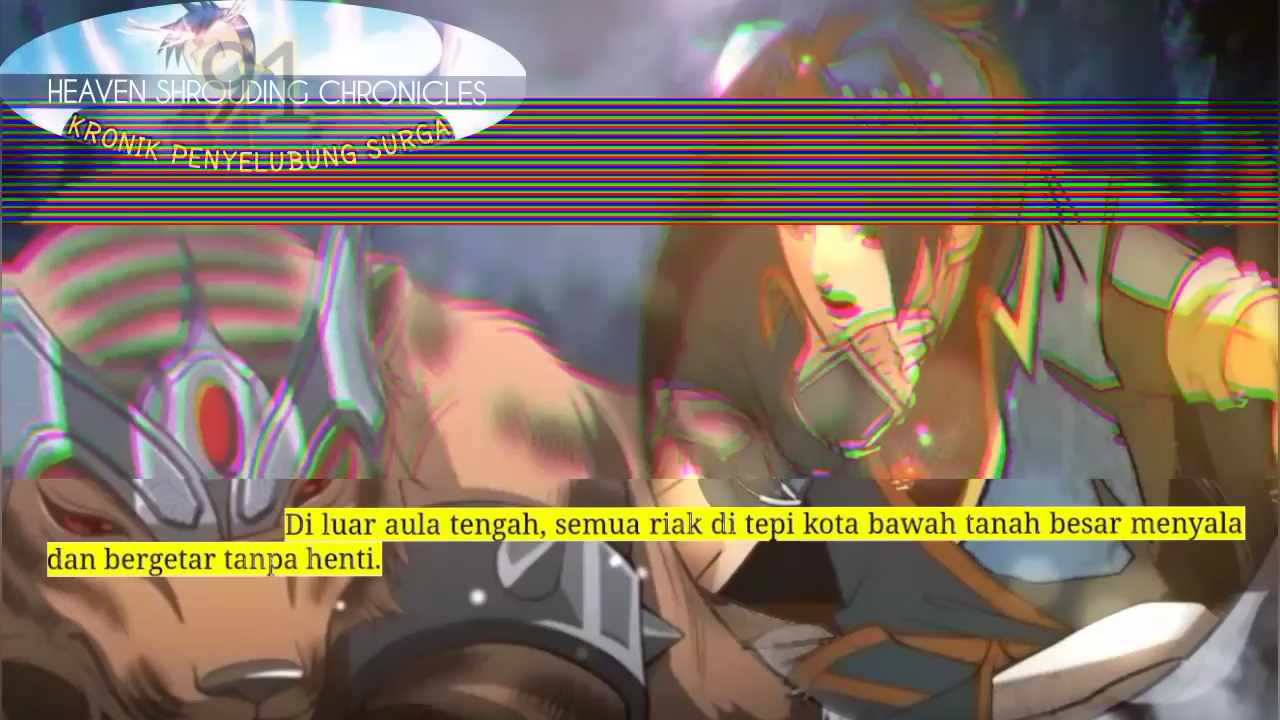 91
HEAVEN SHROUDING CHRONICLES
KRONIK PENYELUBUNG SURGA
Di luar aula tengah, semua riak di tepi kota bawah tanah besar menyala
dan bergetar tanpa henti.